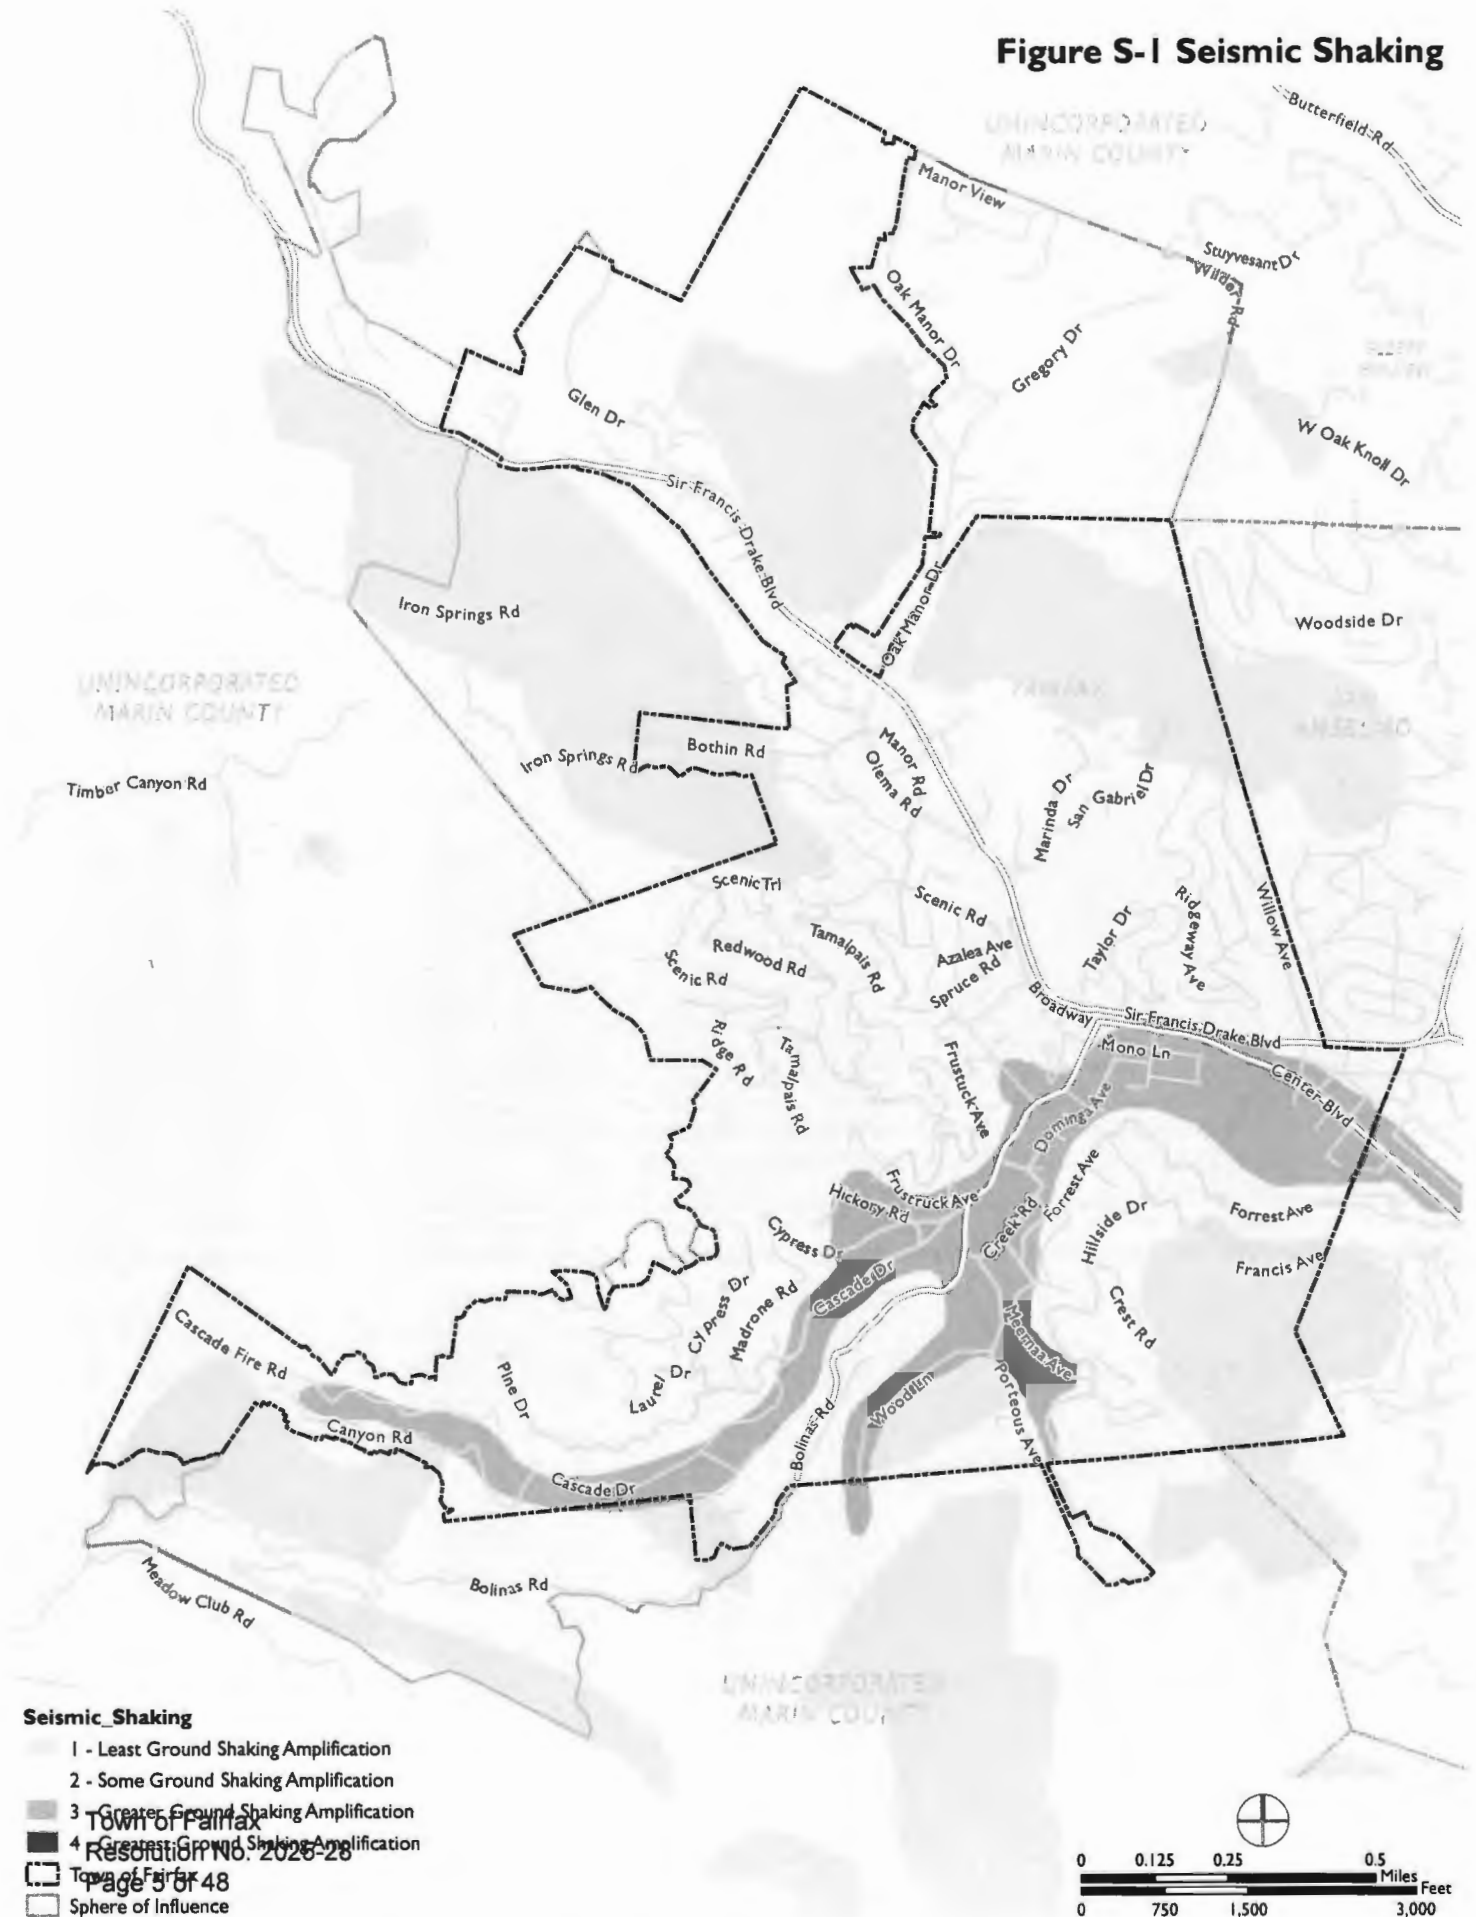 Figure S-1 Seismic Shaking
Butterfield Rd
UNINCORPORATED
MARIN COUNTY
Manor View
Stuyvesant Dr
Wilder Rd
Oak Manor Dr
Gregory Dr
Glen Dr
W Oak Knoll Dr
Sir Francis Drake Blvd
Iron Springs Rd
Oak Manor Dr
Woodside Dr
UNINCORPORATED
MARIN COUNTY
FAIRFAX
SAN
ANSELMO
Bothin Rd
Manor Rd
Olema Rd
Iron Springs Rd
Timber Canyon Rd
Marinda Dr
San Gabriel Dr
Scenic Trl
Scenic Rd
Ridgeway Ave
Willow Ave
Taylor Dr
Tamalpais Rd
Redwood Rd
Azalea Ave
Scenic Rd
Spruce Rd
Broadway
Sir Francis Drake Blvd
Ridge Rd
Tamalpais Rd
Frustuck Ave
Mono Ln
Center Blvd
Dominga Ave
Forrest Ave
Frustruck Ave
Hickory Rd
Creek Rd
Hillside Dr
Forrest Ave
Cypress Dr
Francis Ave
Cascade Dr
Cypress Dr
Madrone Rd
Crest Rd
Meernaa Ave
Cascade Fire Rd
Pine Dr
Laurel Dr
Wood Ln
Porteous Ave
Canyon Rd
Bolinas Rd
Cascade Dr
Meadow Club Rd
Bolinas Rd
UNINCORPORATED
MARIN COUNTY
Seismic_Shaking
1 - Least Ground Shaking Amplification
2 - Some Ground Shaking Amplification
3 - Greater Ground Shaking Amplification
Town of Fairfax
4 - Greatest Ground Shaking Amplification
Resolution No. 2025-28
Town of Fairfax
Page 5 of 48
Sphere of Influence
0 0.125 0.25 0.5
Miles
Feet
0 750 1,500 3,000